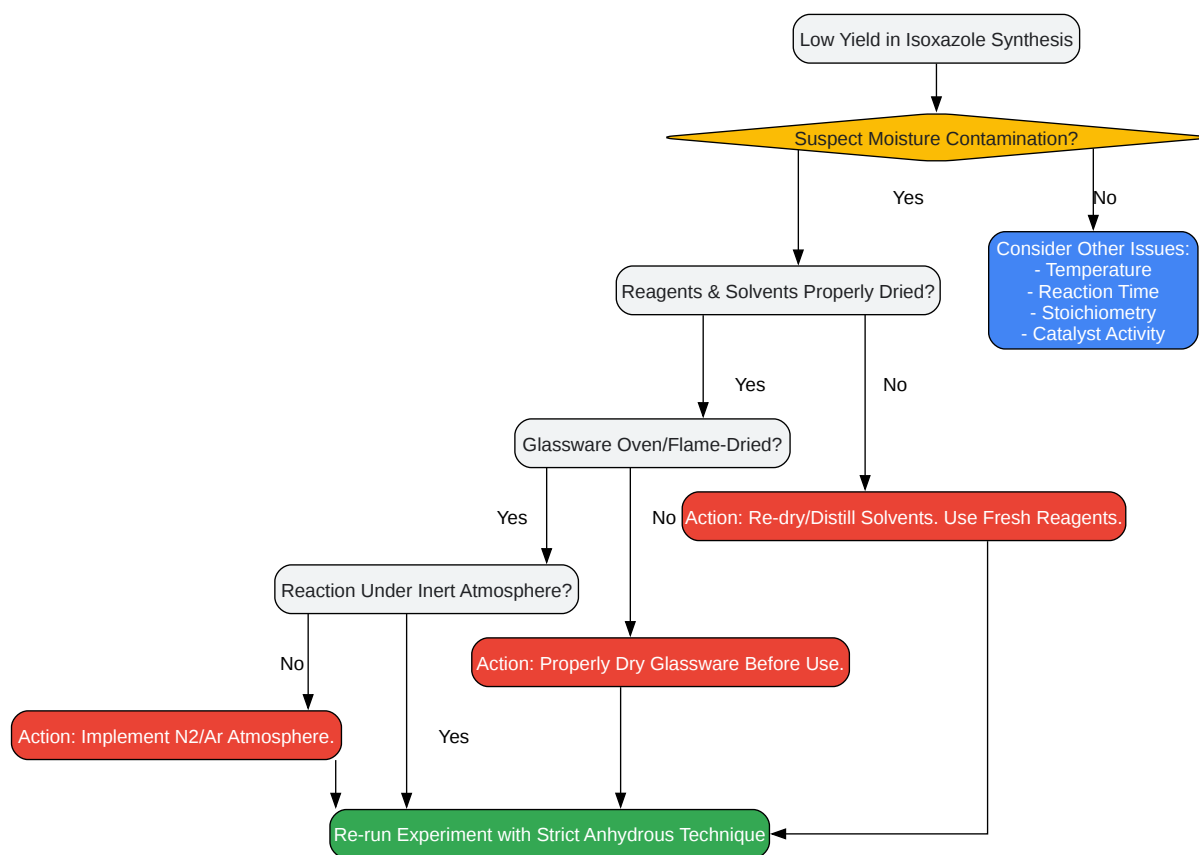 Low Yield in Isoxazole Synthesis
Suspect Moisture Contamination?
Yes
No
Consider Other Issues:
- Temperature
- Reaction Time
- Stoichiometry
- Catalyst Activity
Reagents & Solvents Properly Dried?
Yes
No
Glassware Oven/Flame-Dried?
Yes
No
Action: Re-dry/Distill Solvents. Use Fresh Reagents.
Reaction Under Inert Atmosphere?
No
Action: Properly Dry Glassware Before Use.
Action: Implement N2/Ar Atmosphere.
Yes
Re-run Experiment with Strict Anhydrous Technique